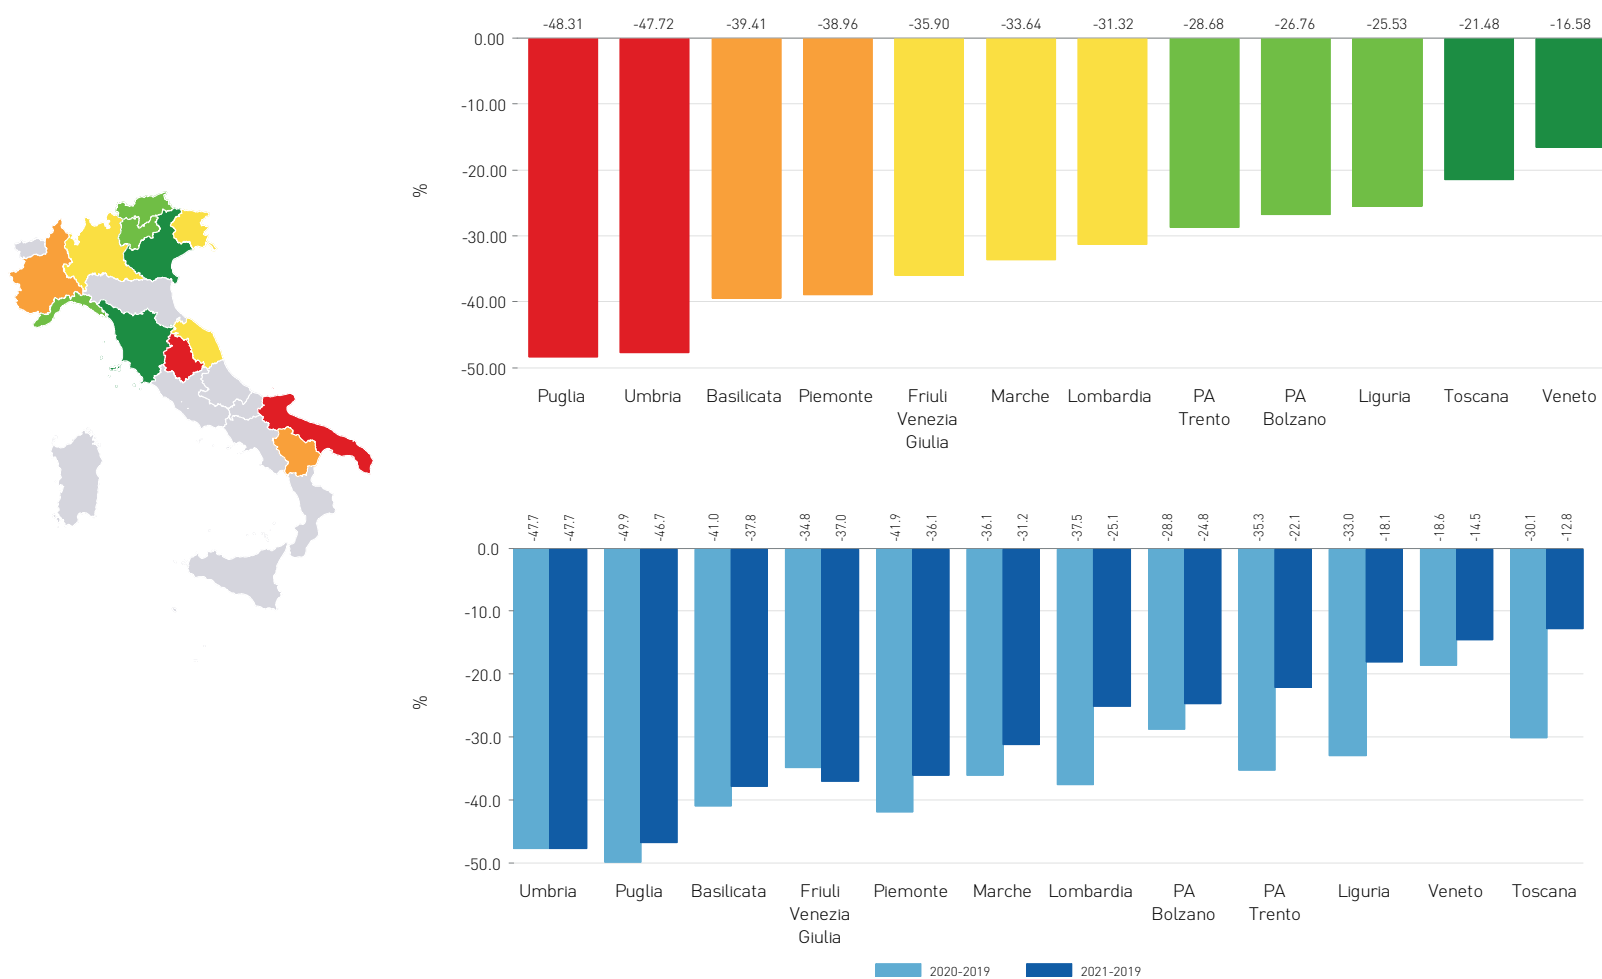 -48.31 -47.72 -39.41 -38.96 -35.90 -33.64 -31.32 -28.68 -26.76 -25.53 -21.48 -16.58
0.00
-10.00
-20.00
-30.00
-40.00
-50.00
%
Puglia Umbria Basilicata Piemonte Friuli Marche Lombardia PA PA Liguria Toscana Veneto
Venezia Trento Bolzano
Giulia
-47.7 -47.7 -49.9 -46.7 -41.0 -37.8 -34.8 -37.0 -41.9 -36.1 -36.1 -31.2 -37.5 -25.1 -28.8 -24.8 -35.3 -22.1 -33.0 -18.1 -18.6 -14.5 -30.1 -12.8
0.0
-10.0
-20.0
-30.0
-40.0
-50.0
%
Umbria Puglia Basilicata Friuli Piemonte Marche Lombardia PA PA Liguria Veneto Toscana
Venezia Bolzano Trento
Giulia
2020-2019 2021-2019